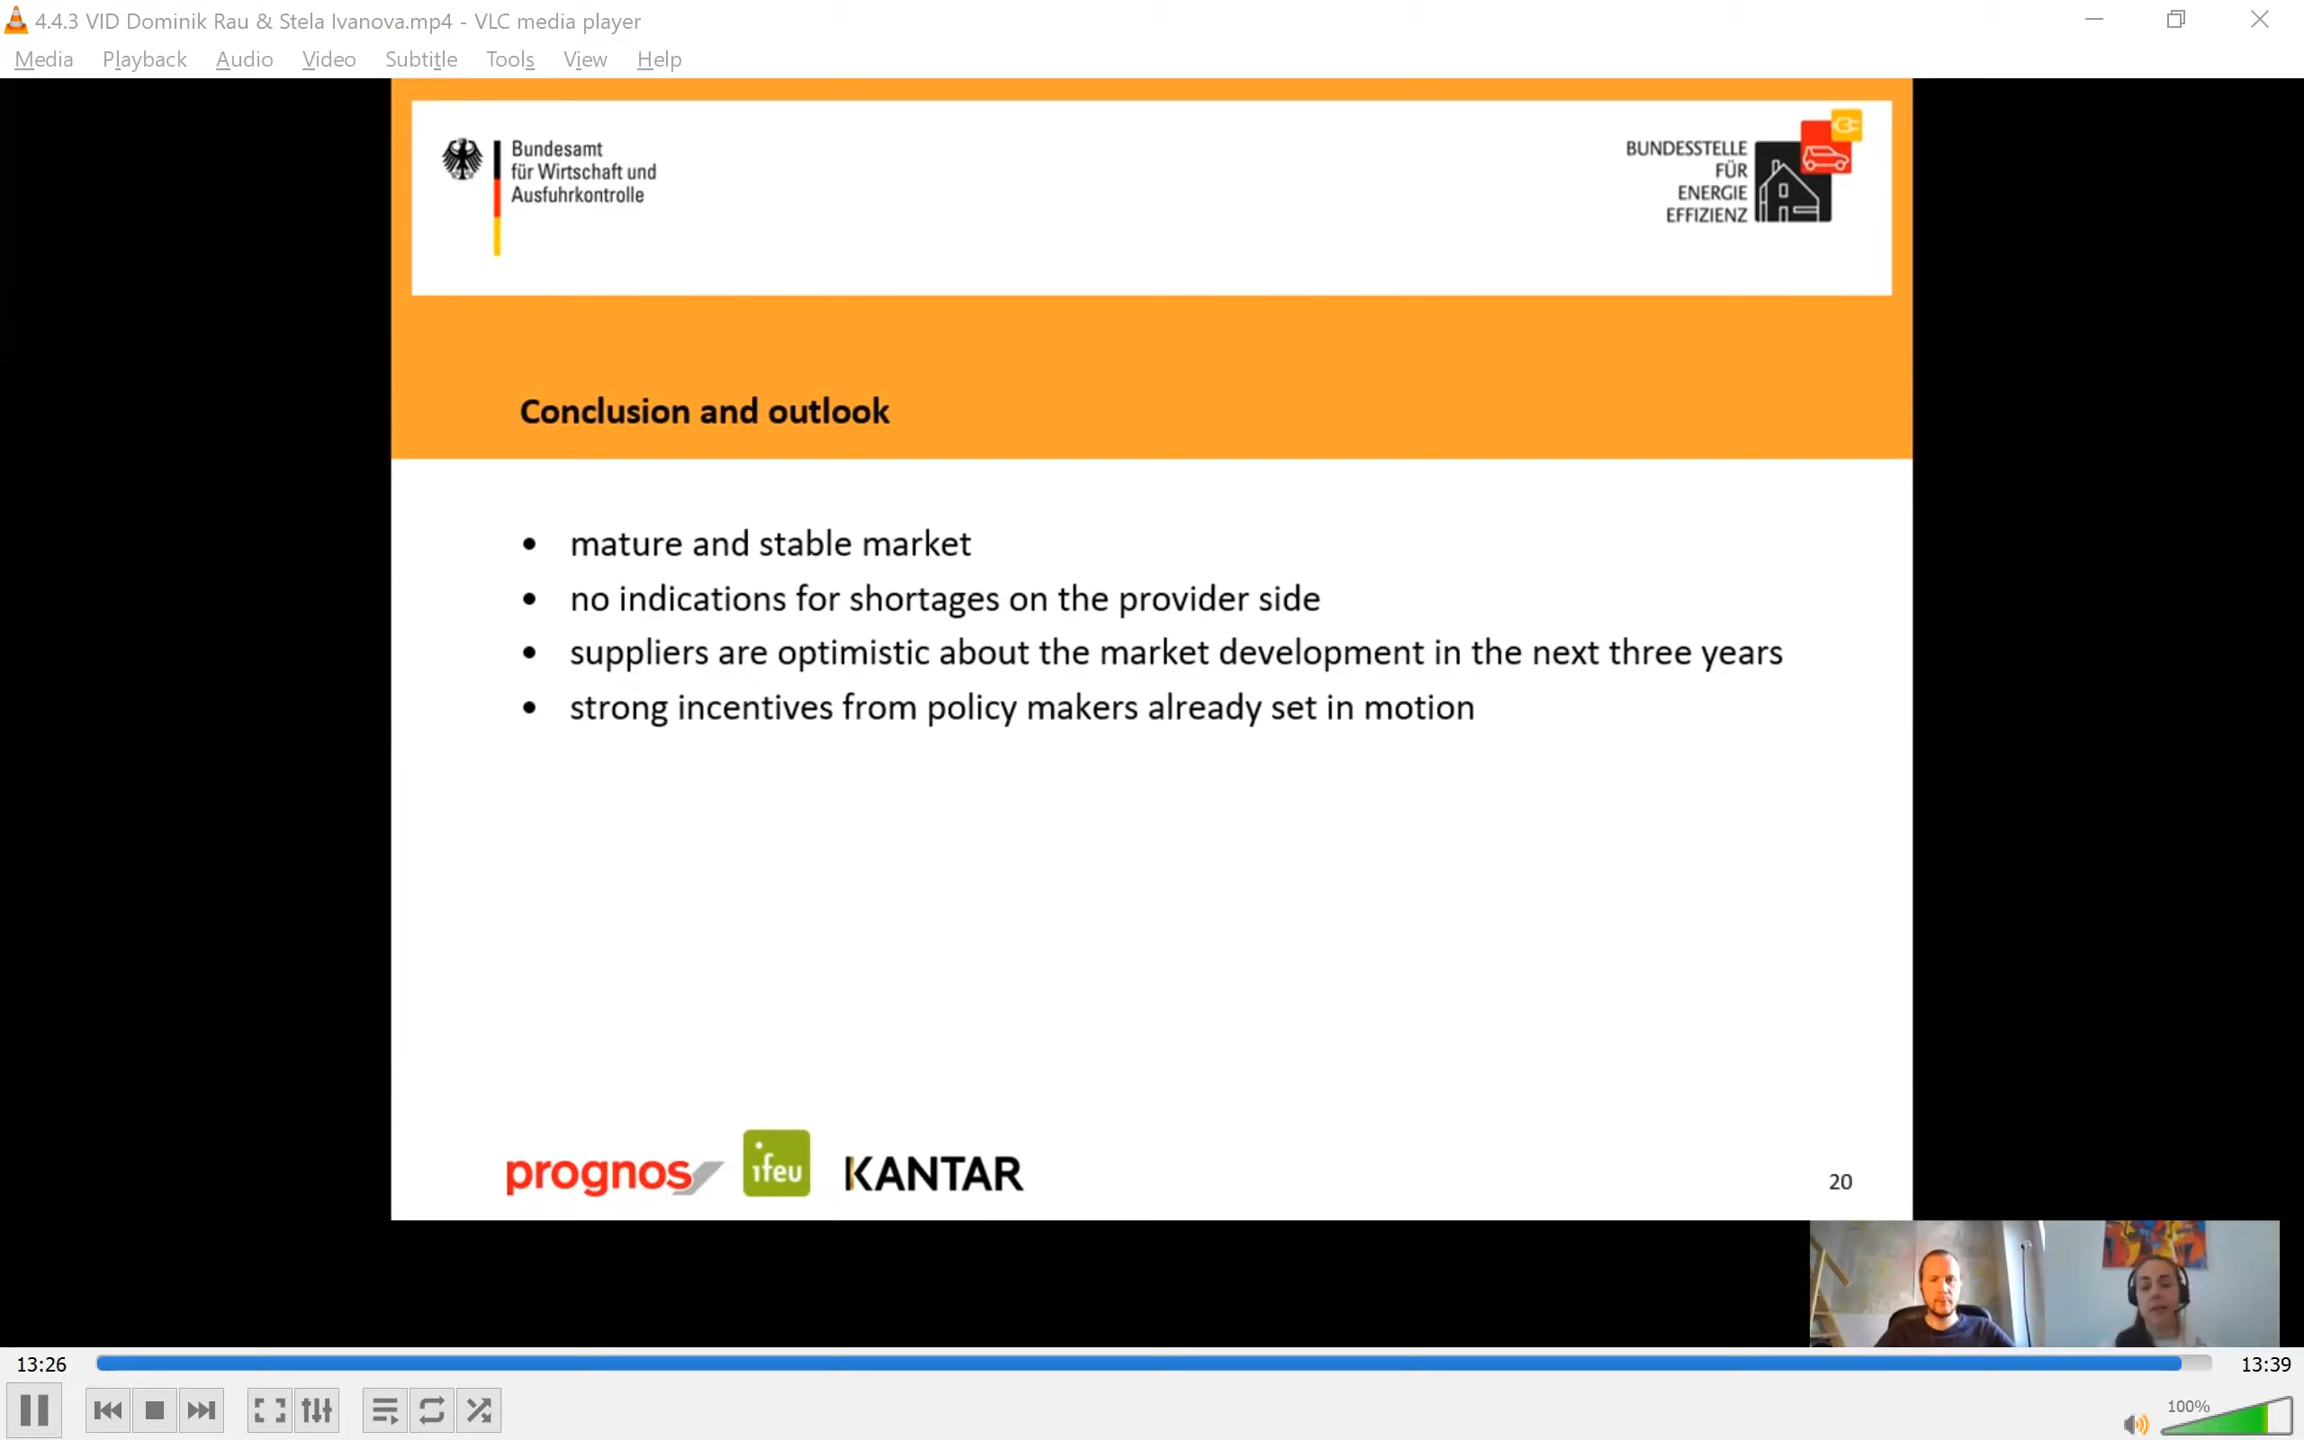 4.4.3 VID Dominik Rau & Stela Ivanova.mp4 - VLC media player
Media Playback Audio Video Subtitle Tools View Help
Bundesamt
für Wirtschaft und
Ausfuhrkontrolle
BUNDESSTELLE
FÜR
ENERGIE
EFFIZIENZ
Conclusion and outlook
• mature and stable market
• no indications for shortages on the provider side
• suppliers are optimistic about the market development in the next three years
• strong incentives from policy makers already set in motion
prognos
ifeu
KANTAR
20
13:26
13:39
100%